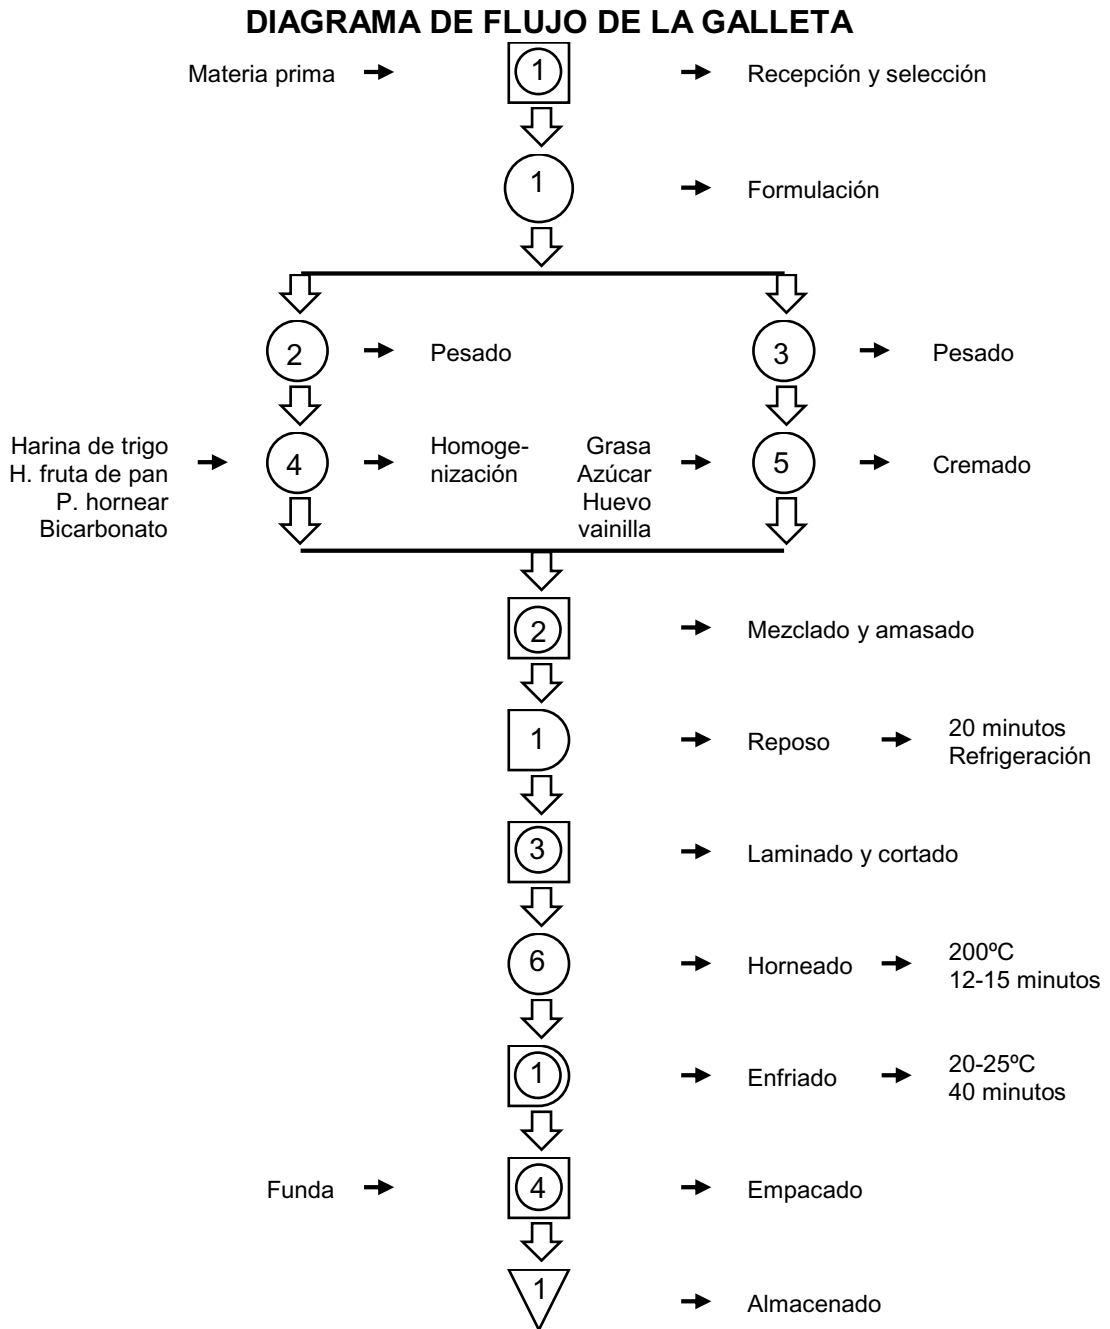 DIAGRAMA DE FLUJO DE LA GALLETA
Materia prima
1
Recepción y selección
1
Formulación
2
Pesado
3
Pesado
Harina de trigo
H. fruta de pan
P. hornear
Bicarbonato
4
Homoge-
nización
Grasa
Azúcar
Huevo
vainilla
5
Cremado
2
Mezclado y amasado
1
Reposo
20 minutos
Refrigeración
3
Laminado y cortado
6
Horneado
200ºC
12-15 minutos
1
Enfriado
20-25ºC
40 minutos
Funda
4
Empacado
1
Almacenado